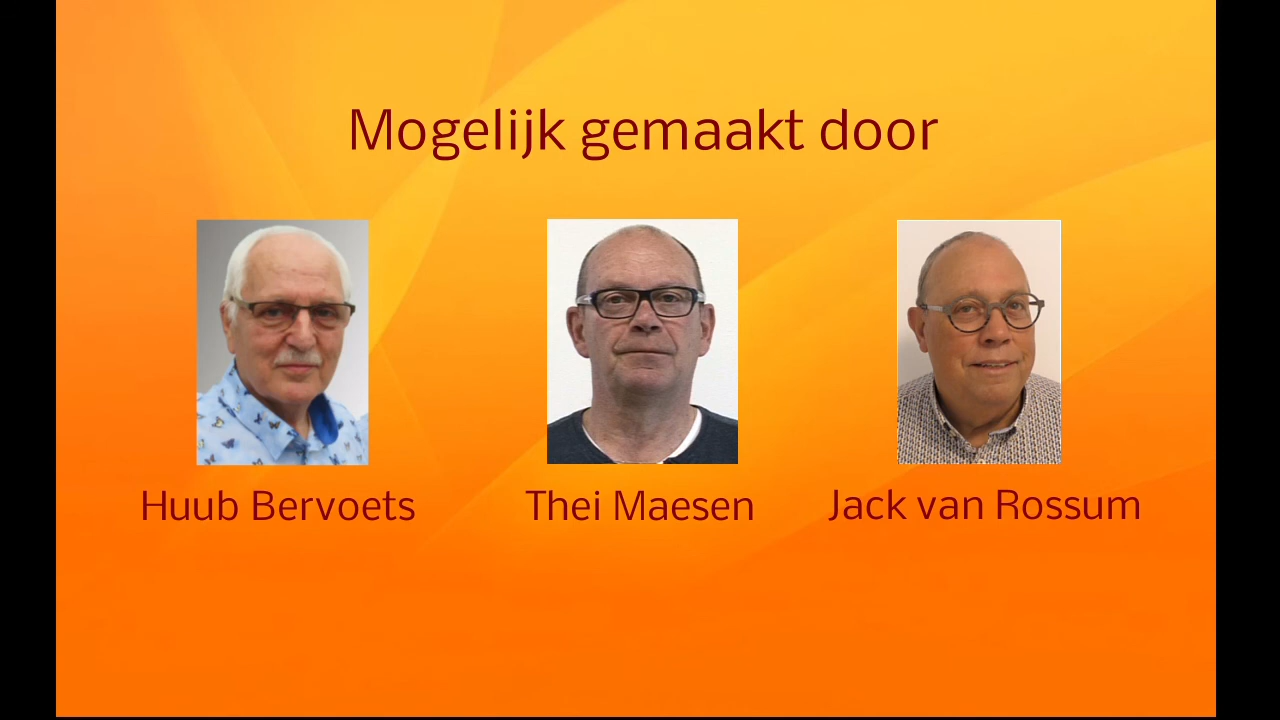 Mogelijk gemaakt door
Huub Bervoets
Thei Maesen
Jack van Rossum